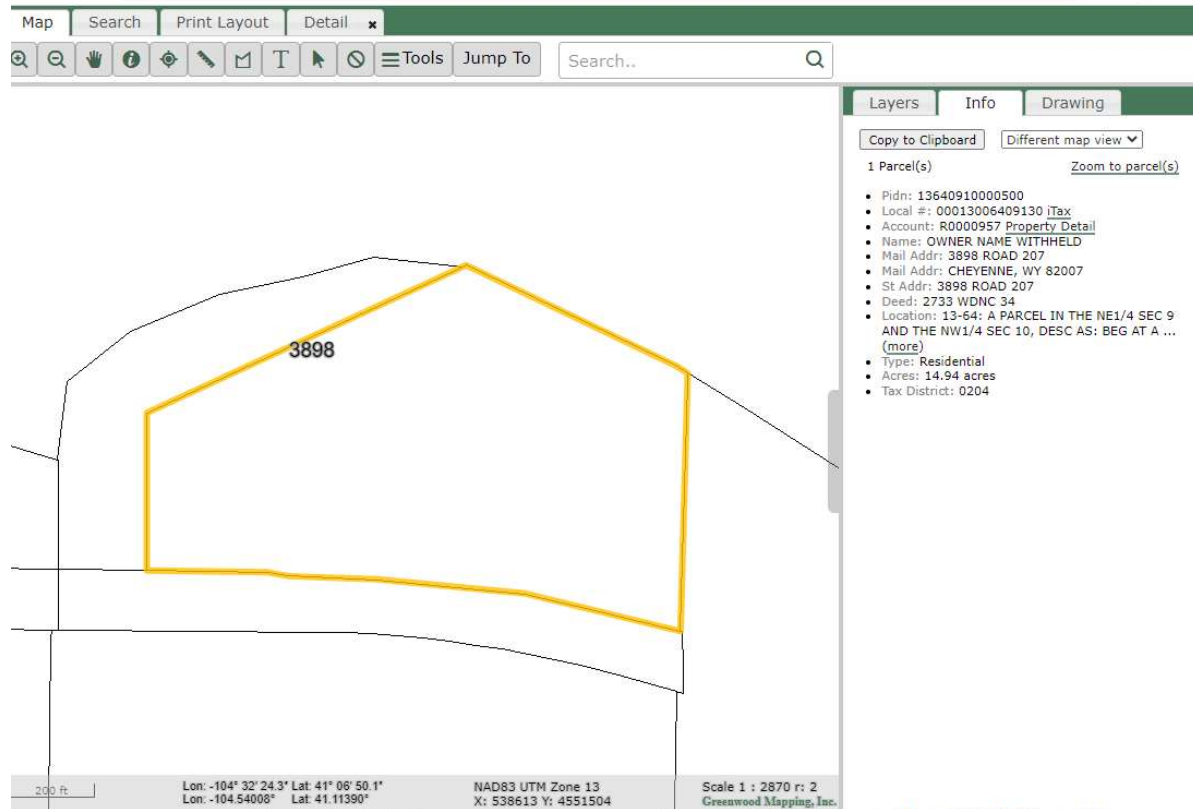 Map Search Print Layout Detail x
T Tools Jump To Search..
Layers Info Drawing
Copy to Clipboard Different map view
1 Parcel(s) Zoom to parcel(s)
Pidn: 13640910000500
Local #: 00013006409130 iTax
Account: R0000957 Property Detail
Name: OWNER NAME WITHHELD
Mail Addr: 3898 ROAD 207
Mail Addr: CHEYENNE, WY 82007
St Addr: 3898 ROAD 207
Deed: 2733 WDNC 34
Location: 13-64: A PARCEL IN THE NE1/4 SEC 9
AND THE NW1/4 SEC 10, DESC AS: BEG AT A ...
(more)
Type: Residential
Acres: 14.94 acres
Tax District: 0204
3898
200 ft
Lon: -104° 32' 24.3" Lat: 41° 06' 50.1"
Lon: -104.54008° Lat: 41.11390°
NAD83 UTM Zone 13
X: 538613 Y: 4551504
Scale 1 : 2870 r: 2
Greenwood Mapping, Inc.